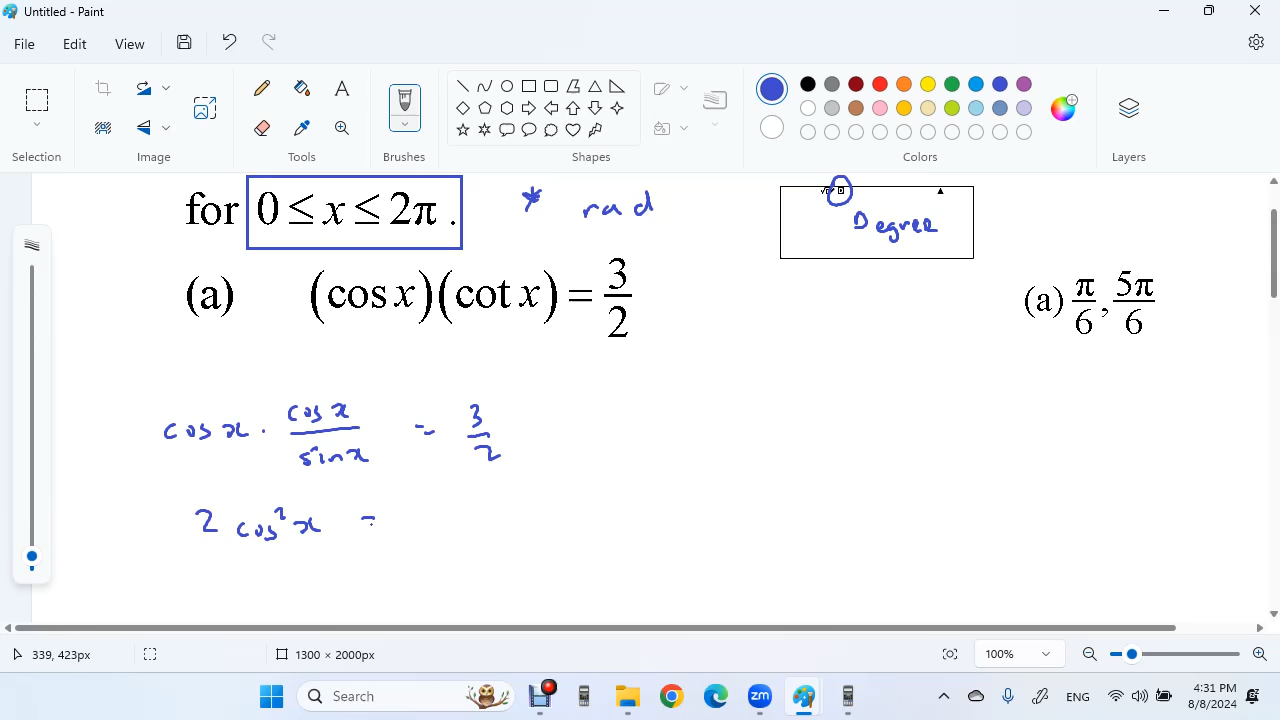 Untitled - Paint
File Edit View
Selection Image Tools Brushes Shapes Colors Layers
for 0 ≤ x ≤ 2π . * rad
Degree
(a) (cos x)(cot x) = 3/2
(a) π/6, 5π/6
cos x . cos x/sin x = 3/2
2 cos² x =
339, 423px 1300 × 2000px 100%
Search zm ENG 4:31 PM
8/8/2024